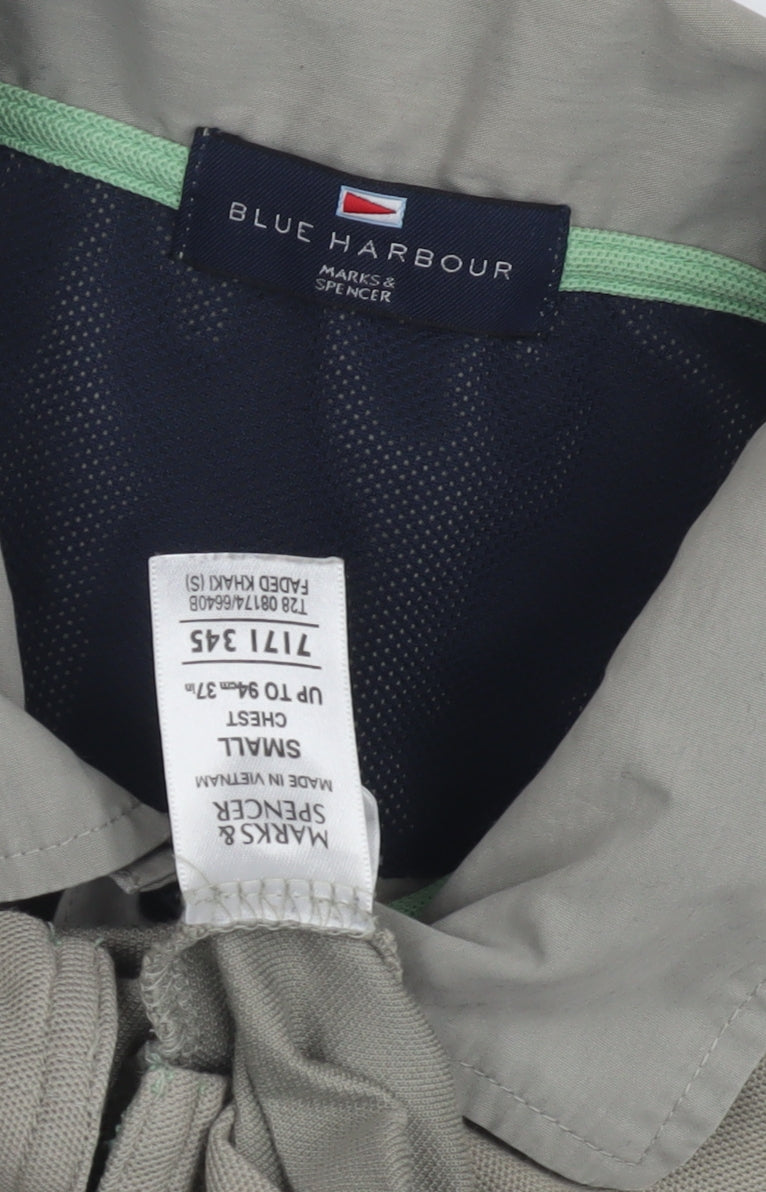 BLUE HARBOUR
MARKS &
SPENCER
MARKS &
SPENCER
MADE IN VIETNAM
SMALL
CHEST
UP TO 94cm 37in
7171 345
T28 08174/6640B
FADED KHAKI (S)